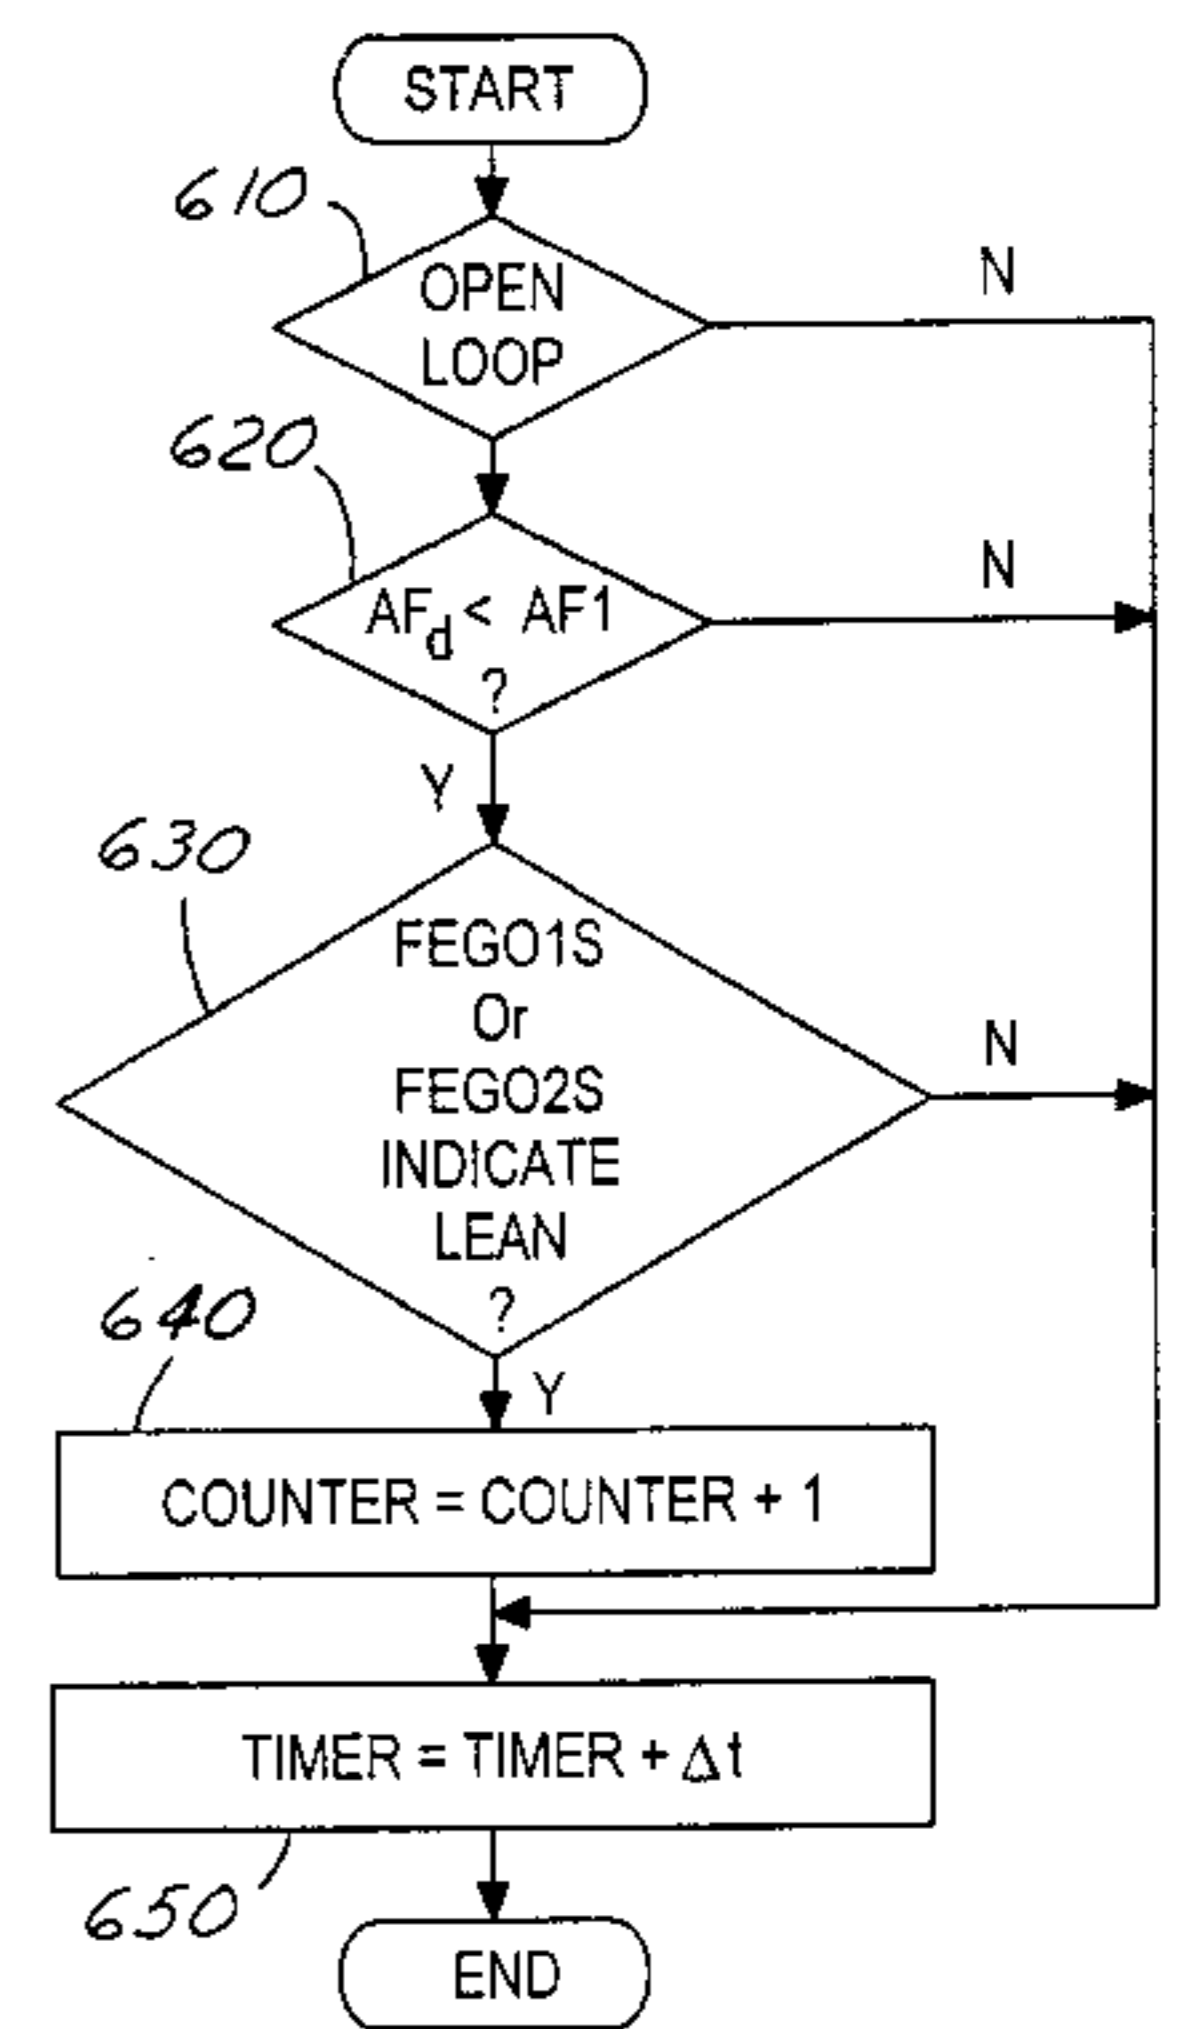 START
610
OPEN
LOOP
N
620
AFd < AF1
?
N
Y
630
FEGO1S
Or
FEGO2S
INDICATE
LEAN
?
N
Y
640
COUNTER = COUNTER + 1
TIMER = TIMER + Δt
650
END